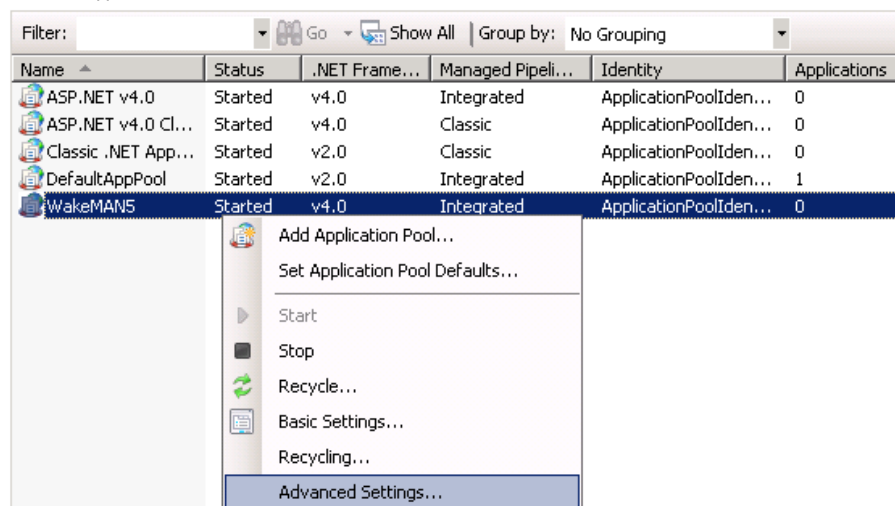 Filter: Go Show All Group by: No Grouping
Name Status .NET Frame... Managed Pipeli... Identity Applications
ASP.NET v4.0 Started v4.0 Integrated ApplicationPoolIden... 0
ASP.NET v4.0 Cl... Started v4.0 Classic ApplicationPoolIden... 0
Classic .NET App... Started v2.0 Classic ApplicationPoolIden... 0
DefaultAppPool Started v2.0 Integrated ApplicationPoolIden... 1
WakeMAN5 Started v4.0 Integrated ApplicationPoolIden... 0
Add Application Pool...
Set Application Pool Defaults...
Start
Stop
Recycle...
Basic Settings...
Recycling...
Advanced Settings...